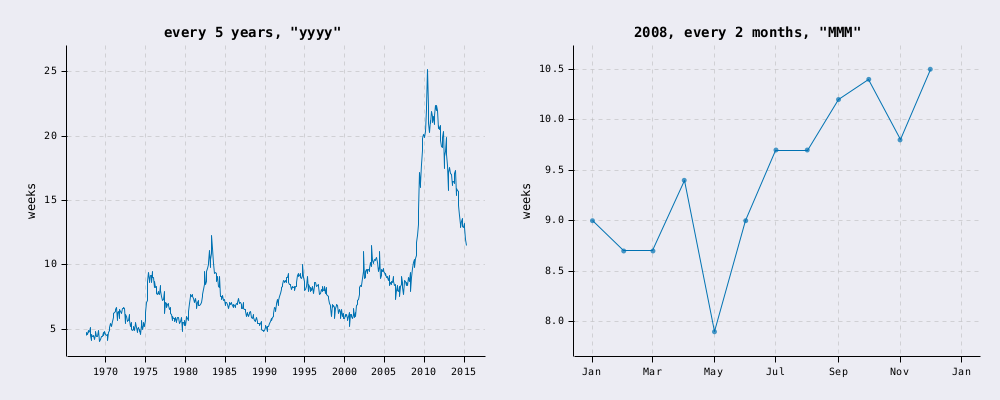 every 5 years, "yyyy"
weeks
25
20
15
10
5
1970 1975 1980 1985 1990 1995 2000 2005 2010 2015
2008, every 2 months, "MMM"
weeks
10.5
10.0
9.5
9.0
8.5
8.0
Jan Mar May Jul Sep Nov Jan